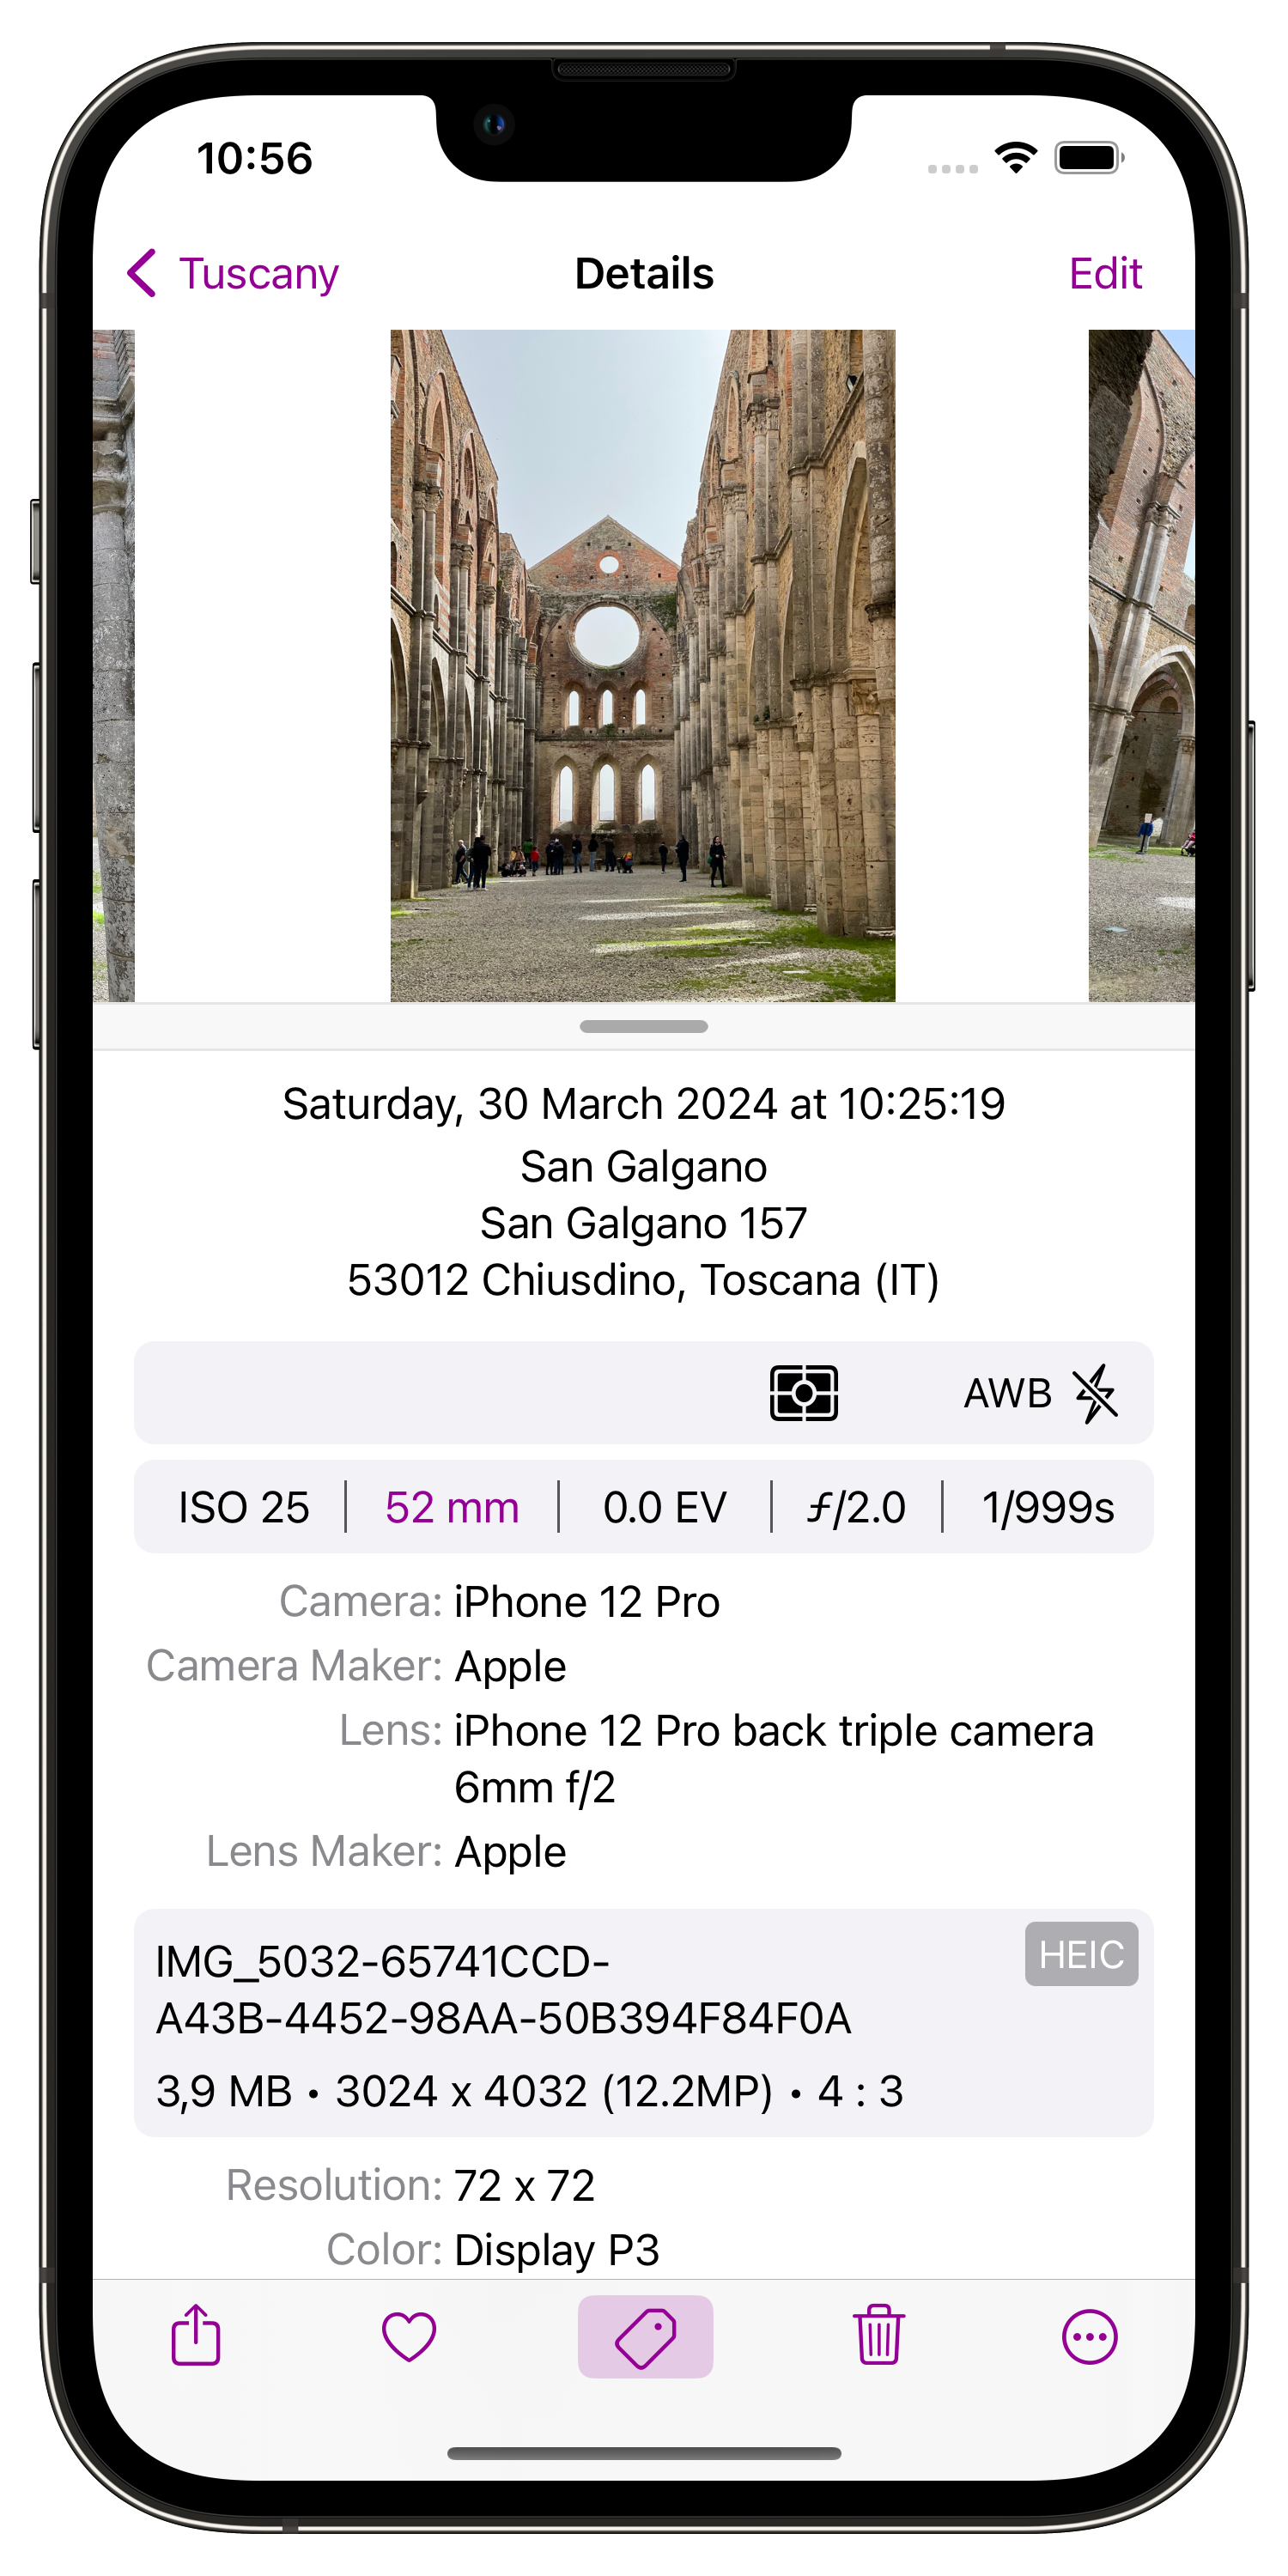 10:56
Tuscany
Details
Edit
Saturday, 30 March 2024 at 10:25:19
San Galgano
San Galgano 157
53012 Chiusdino, Toscana (IT)
AWB
ISO 25 | 52 mm | 0.0 EV | ƒ/2.0 | 1/999s
Camera: iPhone 12 Pro
Camera Maker: Apple
Lens: iPhone 12 Pro back triple camera
6mm f/2
Lens Maker: Apple
IMG_5032-65741CCD-
HEIC
A43B-4452-98AA-50B394F84F0A
3,9 MB • 3024 x 4032 (12.2MP) • 4 : 3
Resolution: 72 x 72
Color: Display P3